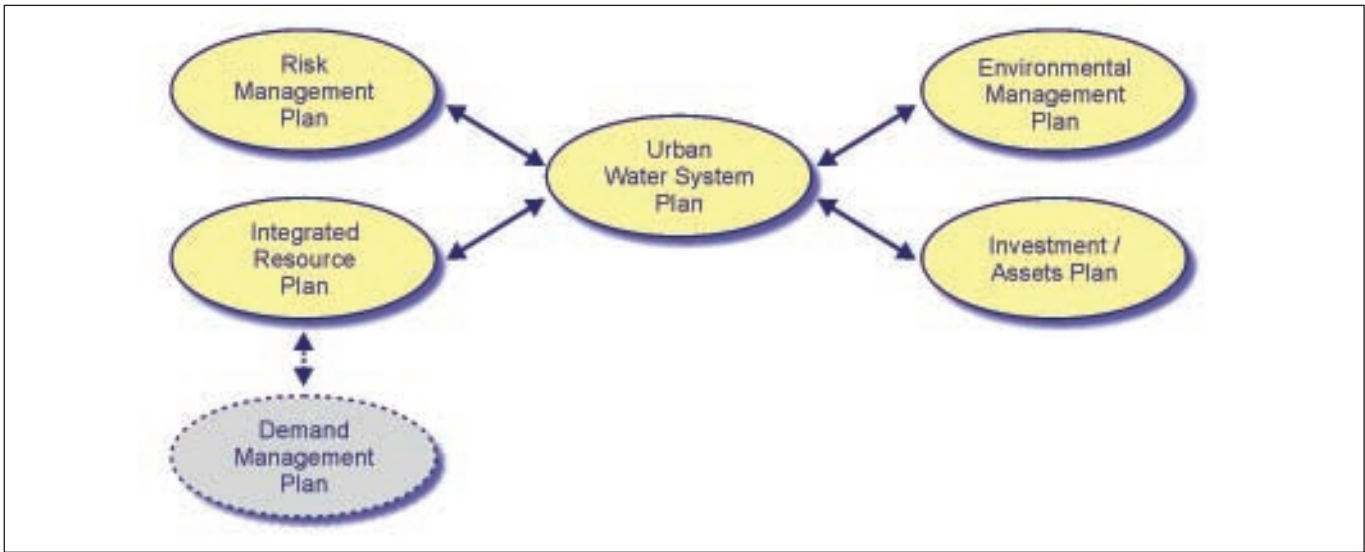 Risk
Management
Plan
Environmental
Management
Plan
Urban
Water System
Plan
Integrated
Resource
Plan
Investment /
Assets Plan
Demand
Management
Plan